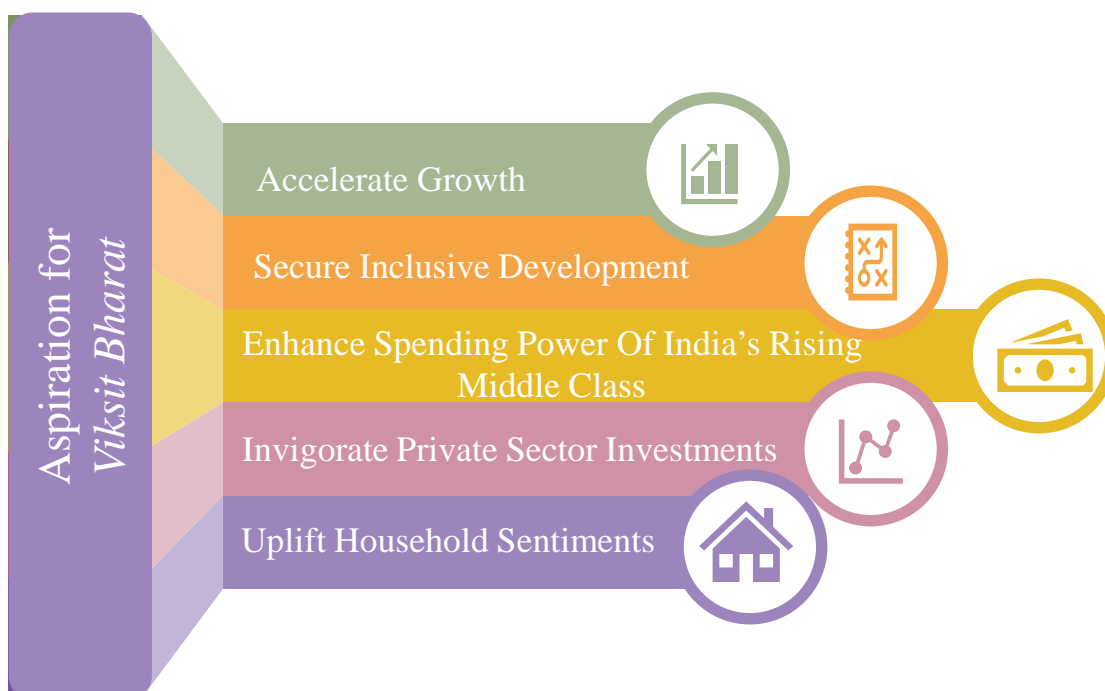 Aspiration for
Viksit Bharat
Accelerate Growth
Secure Inclusive Development
Enhance Spending Power Of India’s Rising
Middle Class
Invigorate Private Sector Investments
Uplift Household Sentiments